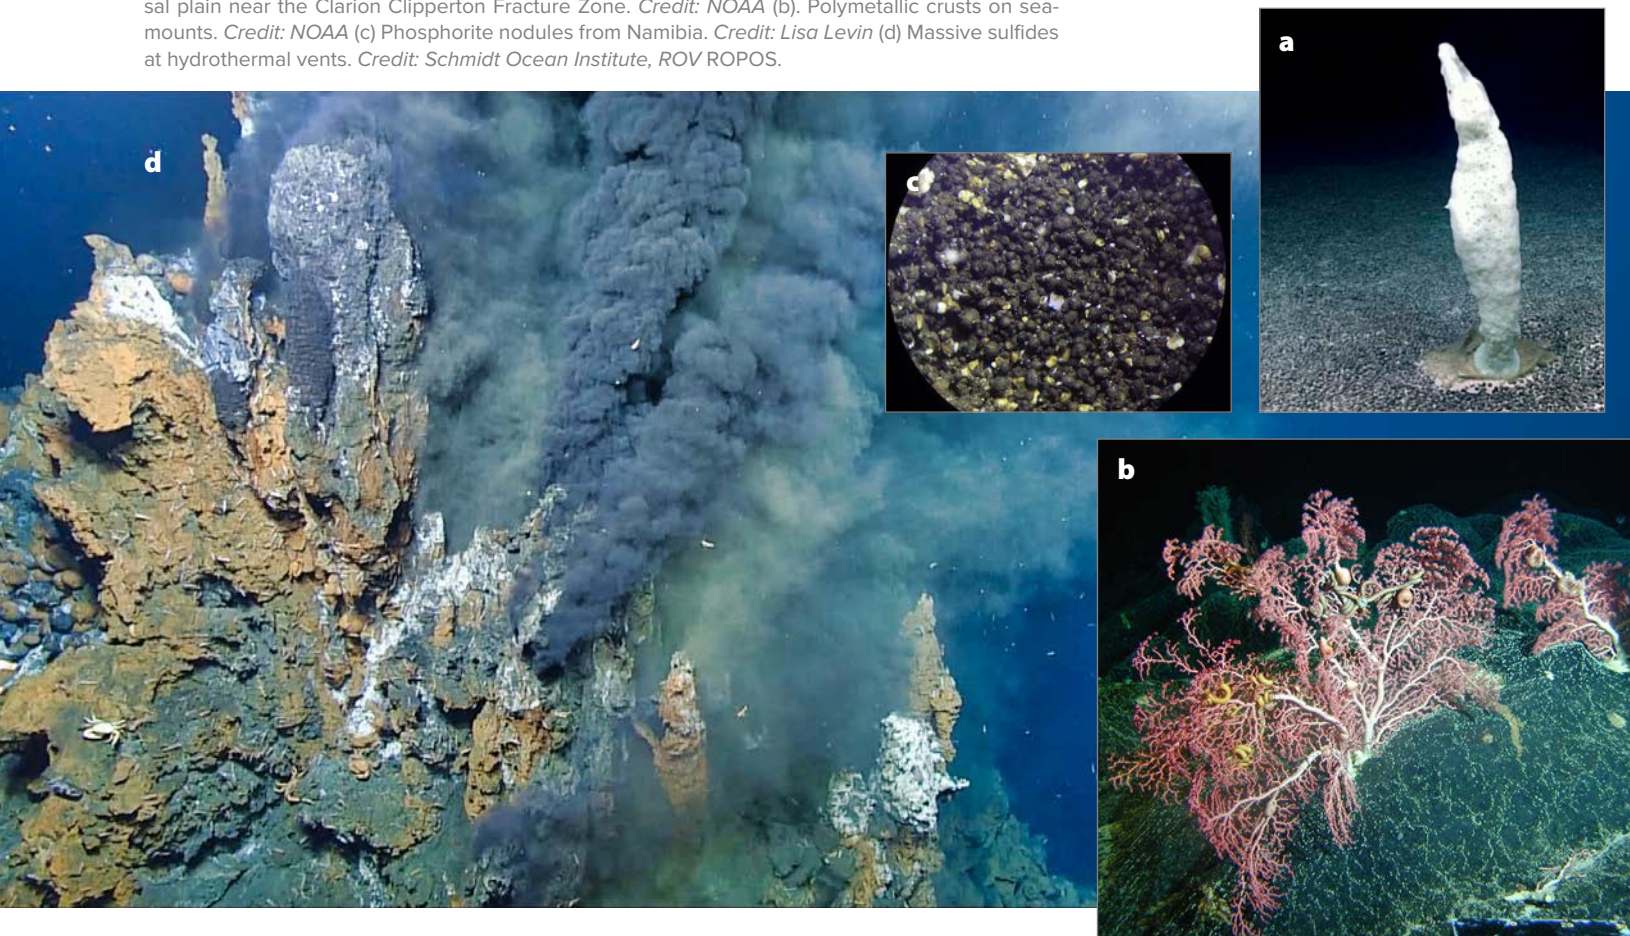 sal plain near the Clarion Clipperton Fracture Zone. Credit: NOAA (b). Polymetallic crusts on sea-
mounts. Credit: NOAA (c) Phosphorite nodules from Namibia. Credit: Lisa Levin (d) Massive sulfides
at hydrothermal vents. Credit: Schmidt Ocean Institute, ROV ROPOS.
a
d
c
b